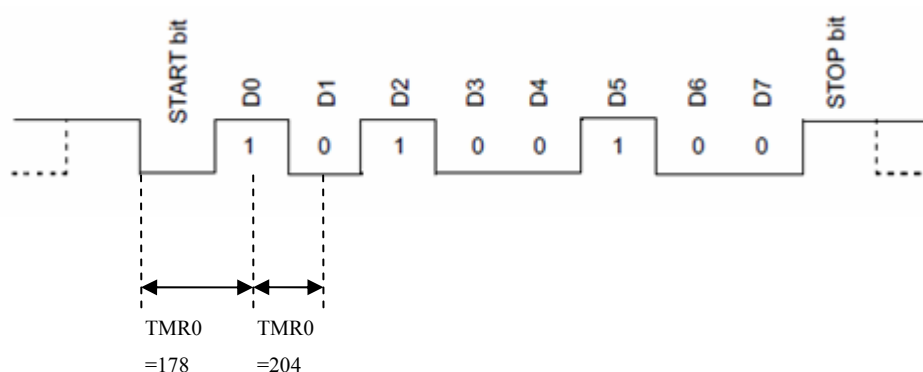 START bit D0 D1 D2 D3 D4 D5 D6 D7 STOP bit
1 0 1 0 0 1 0 0
TMR0 TMR0
=178 =204